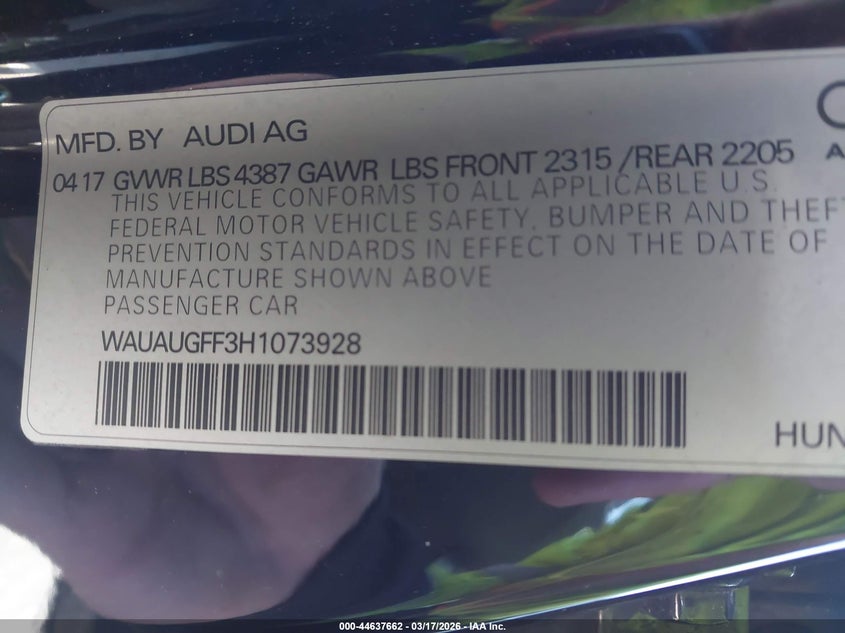 MFD. BY AUDI AG
04 17 GVWR LBS 4387 GAWR LBS FRONT 2315 / REAR 2205
THIS VEHICLE CONFORMS TO ALL APPLICABLE U.S.
FEDERAL MOTOR VEHICLE SAFETY, BUMPER AND THEFT
PREVENTION STANDARDS IN EFFECT ON THE DATE OF
MANUFACTURE SHOWN ABOVE
PASSENGER CAR
WAUAUGFF3H1073928
HUN
000-44637662 - 03/17/2026 - IAA Inc.